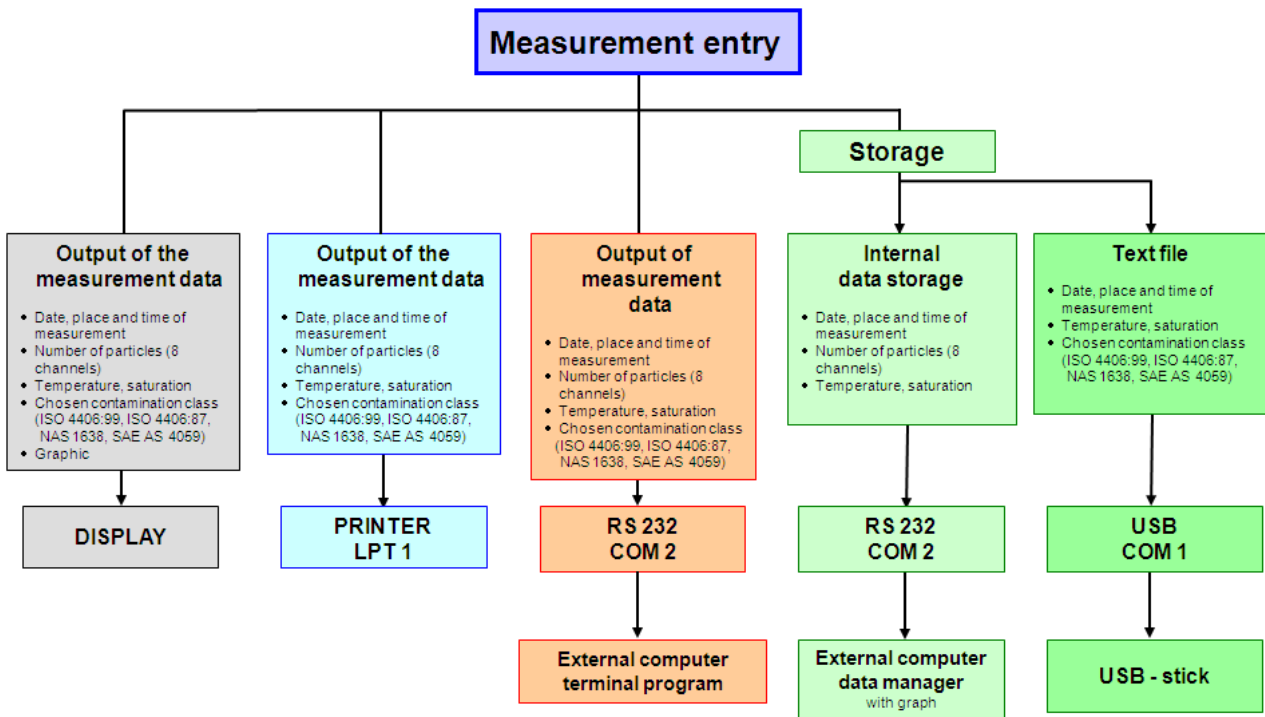 Measurement entry
Storage
Output of the
measurement data
• Date, place and time of
measurement
• Number of particles (8
channels)
• Temperature, saturation
• Chosen contamination class
(ISO 4406:99, ISO 4406:87,
NAS 1638, SAE AS 4059)
• Graphic
DISPLAY
Output of the
measurement data
• Date, place and time of
measurement
• Number of particles (8
channels)
• Temperature, saturation
• Chosen contamination class
(ISO 4406:99, ISO 4406:87,
NAS 1638, SAE AS 4059)
PRINTER
LPT 1
Output of
measurement
data
• Date, place and time of
measurement
• Number of particles (8
channels)
• Temperature, saturation
• Chosen contamination class
(ISO 4406:99, ISO 4406:87,
NAS 1638, SAE AS 4059)
RS 232
COM 2
External computer
terminal program
Internal
data storage
• Date, place and time of
measurement
• Number of particles (8
channels)
• Temperature, saturation
RS 232
COM 2
External computer
data manager
with graph
Text file
• Date, place and time of
measurement
• Temperature, saturation
• Chosen contamination class
(ISO 4406:99, ISO 4406:87,
NAS 1638, SAE AS 4059)
USB
COM 1
USB - stick